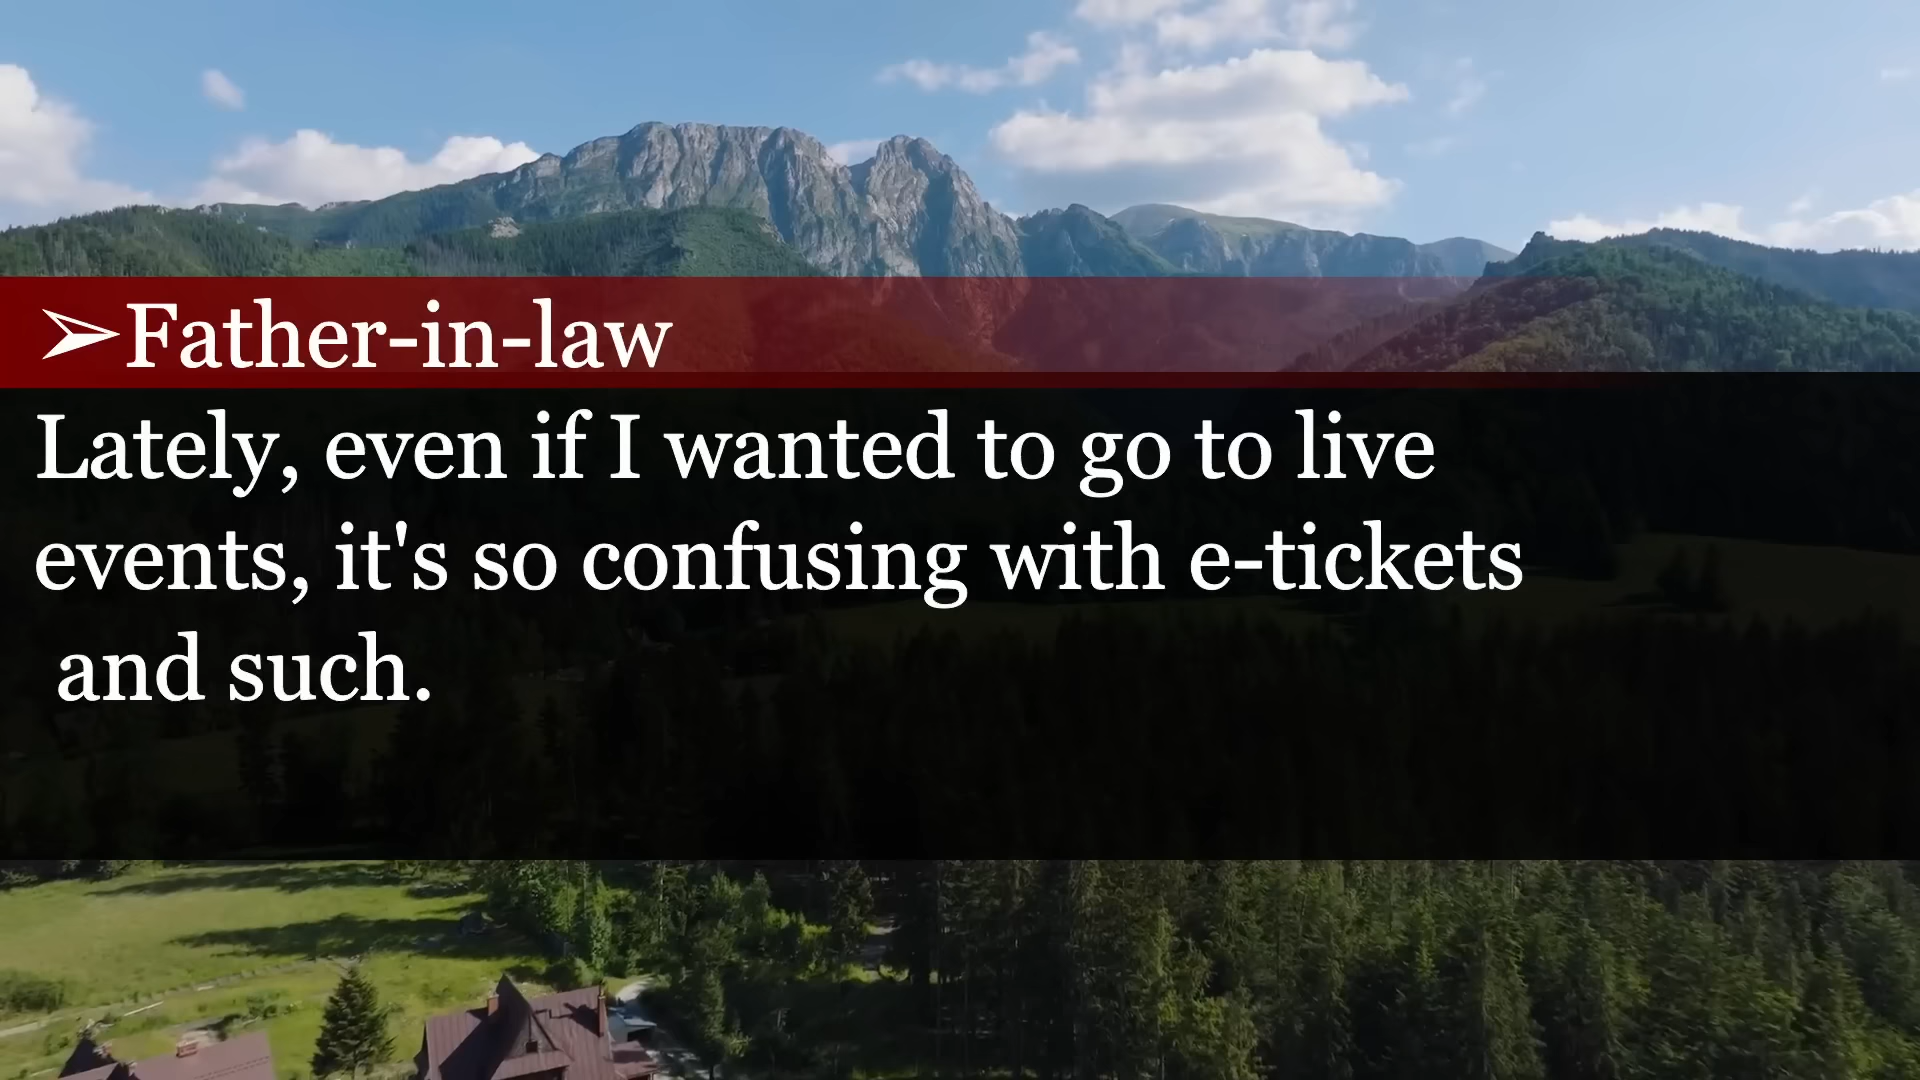 ➢Father-in-law
Lately, even if I wanted to go to live
events, it's so confusing with e-tickets
and such.